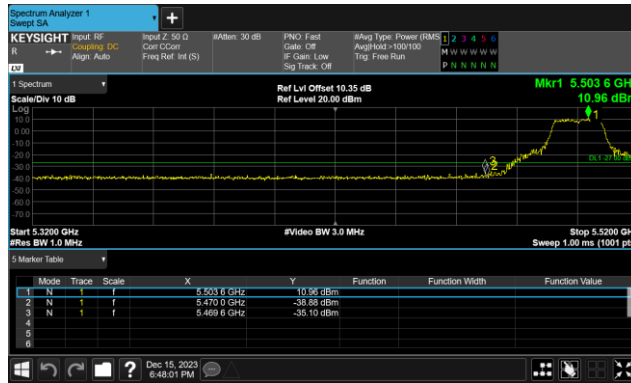 Spectrum Analyzer 1
Swept SA
KEYSIGHT
R
LXI
Input: RF
Coupling: DC
Align: Auto
Input Z: 50 Ω
Corr CCorr
Freq Ref: Int (S)
#Atten: 30 dB
PNO: Fast
Gate: Off
IF Gain: Low
Sig Track: Off
#Avg Type: Power (RMS
Avg|Hold:>100/100
Trig: Free Run
1 2 3 4 5 6
M W W W W W
P N N N N N
1 Spectrum
Scale/Div 10 dB
Ref Lvl Offset 10.35 dB
Ref Level 20.00 dBm
Mkr1 5.503 6 GH
10.96 dBr
Log
10.0
0.00
-10.0
-20.0
-30.0
-40.0
-50.0
-60.0
-70.0
1
3
2
DL1 -27.00 dB
Start 5.3200 GHz
#Res BW 1.0 MHz
#Video BW 3.0 MHz
Stop 5.5200 GH
Sweep 1.00 ms (1001 pt
5 Marker Table
Mode Trace Scale X Y Function Function Width Function Value
1 N 1 f 5.503 6 GHz 10.96 dBm
2 N 1 f 5.470 0 GHz -38.88 dBm
3 N 1 f 5.469 6 GHz -35.10 dBm
4
5
6
?
Dec 15, 2023
6:48:01 PM